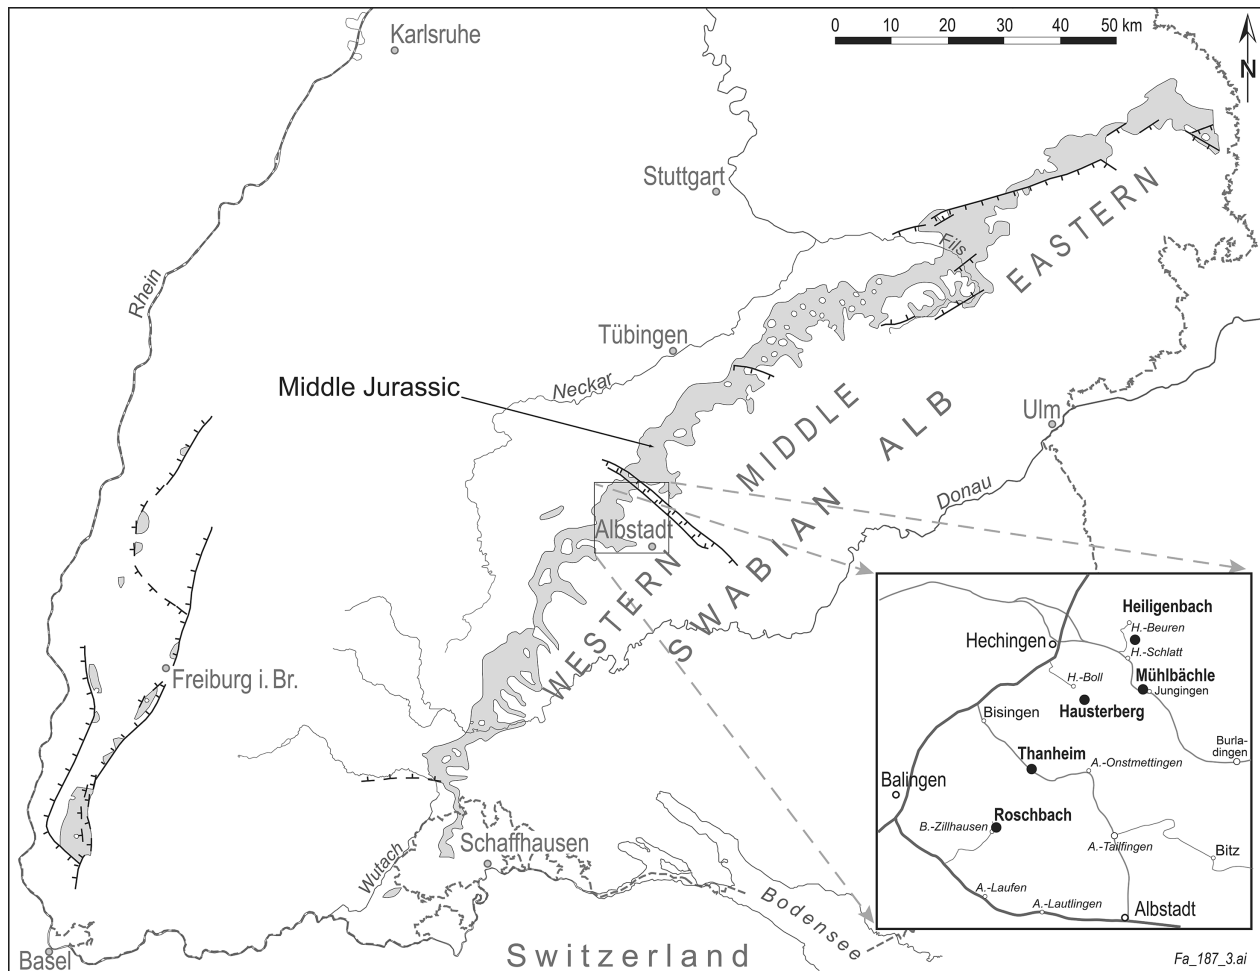 Karlsruhe
0 10 20 30 40 50 km
N
Stuttgart
Rhein
Fils
EASTERN
Tübingen
Neckar
Middle Jurassic
MIDDLE
ALB
Ulm
Donau
Albstadt
WESTERN
SWABIAN
Freiburg i. Br.
Wutach
Schaffhausen
Bodensee
Switzerland
Basel
Heiligenbach
H.-Beuren
Hechingen
H.-Schlatt
Mühlbächle
H.-Boll
Jungingen
Hausterberg
Bisingen
Burla-
dingen
Thanheim
A.-Onstmettingen
Balingen
Roschbach
B.-Zillhausen
A.-Tailfingen
Bitz
A.-Laufen
A.-Lautlingen
Albstadt
Fa_187_3.ai